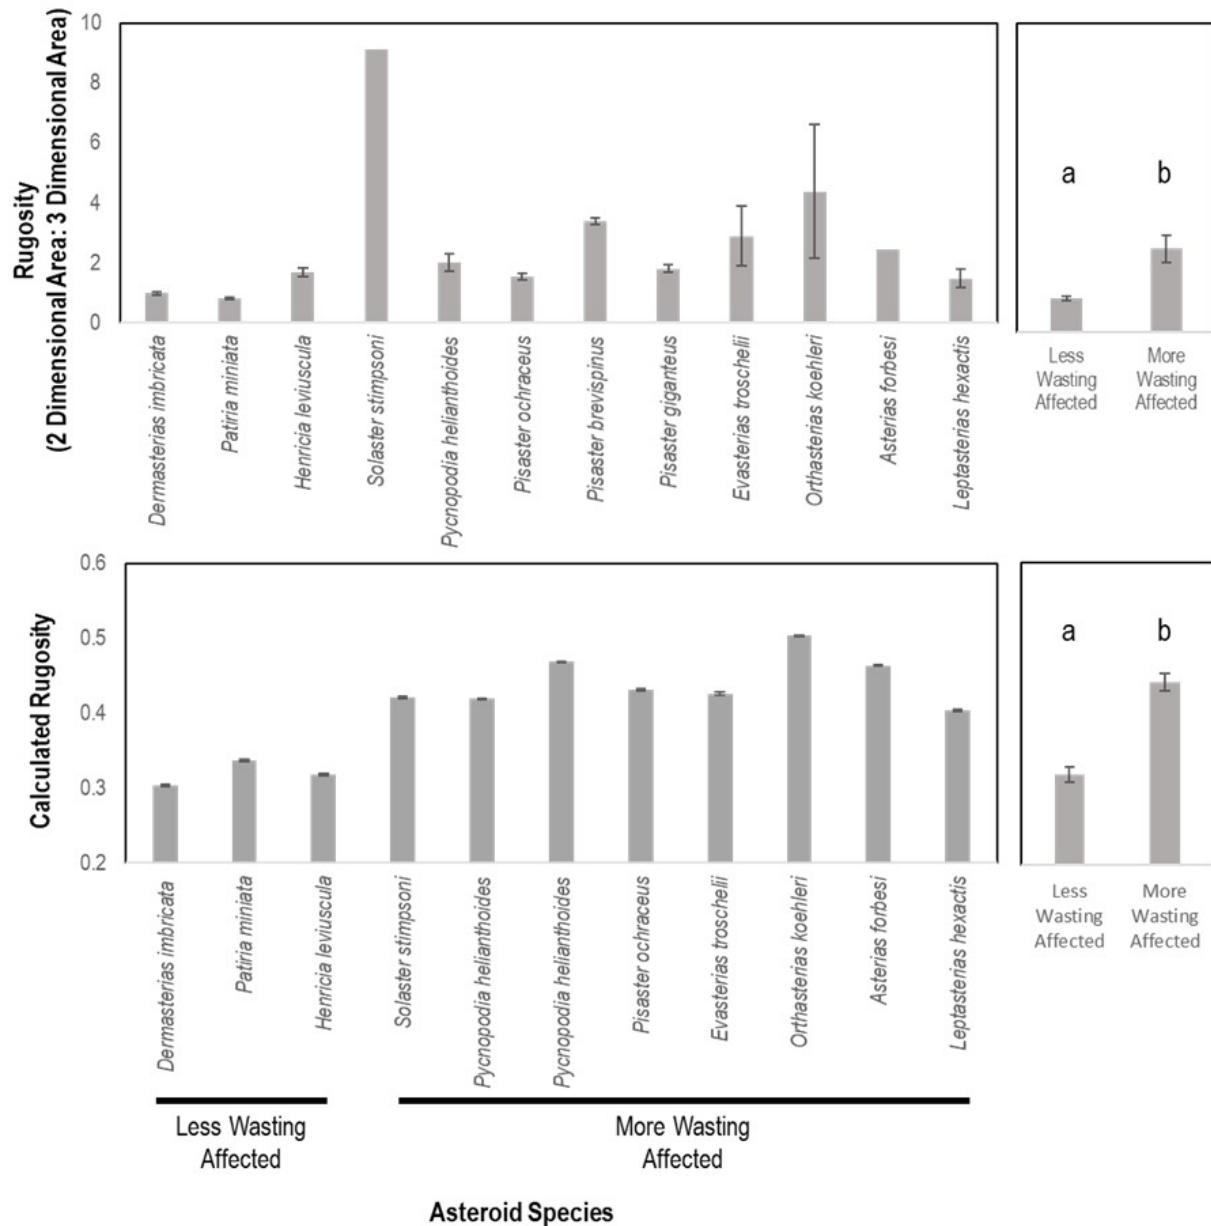 Rugosity
(2 Dimensional Area: 3 Dimensional Area)
10
8
6
4
2
0
Dermasterias imbricata
Patiria miniata
Henricia leviuscula
Solaster stimpsoni
Pycnopodia helianthoides
Pisaster ochraceus
Pisaster brevispinus
Pisaster giganteus
Evasterias troschelii
Orthasterias koehleri
Asterias forbesi
Leptasterias hexactis
a
b
Less
Wasting
Affected
More
Wasting
Affected
Calculated Rugosity
0.6
0.5
0.4
0.3
0.2
Dermasterias imbricata
Patiria miniata
Henricia leviuscula
Solaster stimpsoni
Pycnopodia helianthoides
Pycnopodia helianthoides
Pisaster ochraceus
Evasterias troschelii
Orthasterias koehleri
Asterias forbesi
Leptasterias hexactis
a
b
Less
Wasting
Affected
More
Wasting
Affected
Less Wasting
Affected
More Wasting
Affected
Asteroid Species